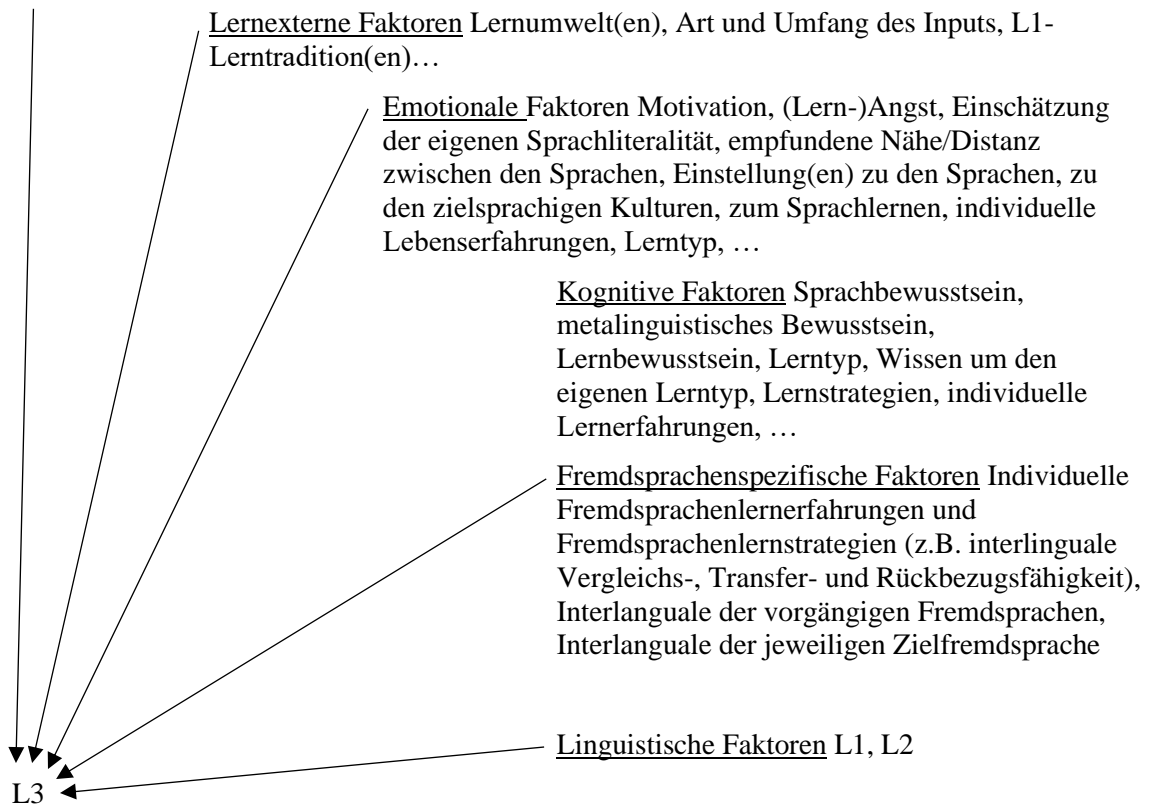 Lernexterne Faktoren Lernumwelt(en), Art und Umfang des Inputs, L1-
Lerntradition(en)…
Emotionale Faktoren Motivation, (Lern-)Angst, Einschätzung
der eigenen Sprachliteralität, empfundene Nähe/Distanz
zwischen den Sprachen, Einstellung(en) zu den Sprachen, zu
den zielsprachigen Kulturen, zum Sprachlernen, individuelle
Lebenserfahrungen, Lerntyp, …
Kognitive Faktoren Sprachbewusstsein,
metalinguistisches Bewusstsein,
Lernbewusstsein, Lerntyp, Wissen um den
eigenen Lerntyp, Lernstrategien, individuelle
Lernerfahrungen, …
Fremdsprachenspezifische Faktoren Individuelle
Fremdsprachenlernerfahrungen und
Fremdsprachenlernstrategien (z.B. interlinguale
Vergleichs-, Transfer- und Rückbezugsfähigkeit),
Interlanguale der vorgängigen Fremdsprachen,
Interlanguale der jeweiligen Zielfremdsprache
Linguistische Faktoren L1, L2
L3